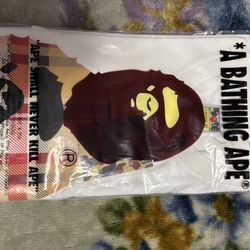 * A BATHING APE®
"APE SHALL NEVER KILL APE"
®